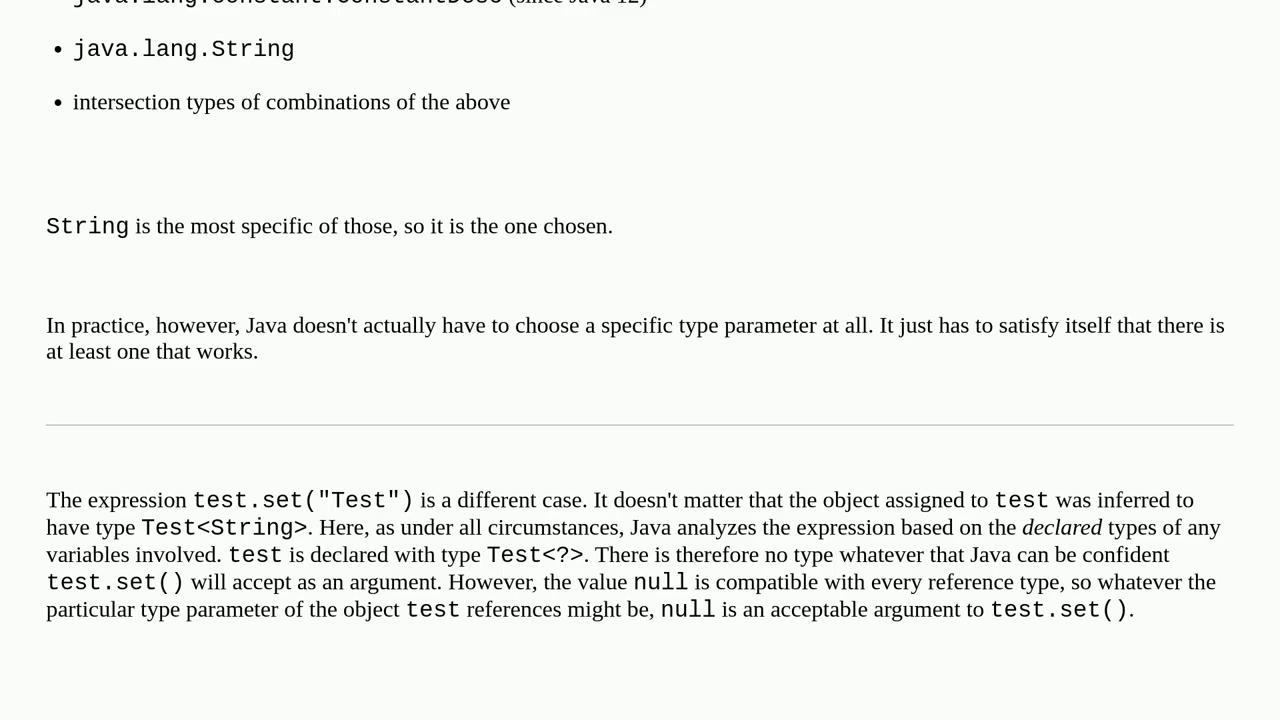 java.lang.constant.ConstantDesc (since Java 12)
• java.lang.String
• intersection types of combinations of the above
String is the most specific of those, so it is the one chosen.
In practice, however, Java doesn't actually have to choose a specific type parameter at all. It just has to satisfy itself that there is
at least one that works.
The expression test.set("Test") is a different case. It doesn't matter that the object assigned to test was inferred to
have type Test<String>. Here, as under all circumstances, Java analyzes the expression based on the declared types of any
variables involved. test is declared with type Test<?>. There is therefore no type whatever that Java can be confident
test.set() will accept as an argument. However, the value null is compatible with every reference type, so whatever the
particular type parameter of the object test references might be, null is an acceptable argument to test.set().